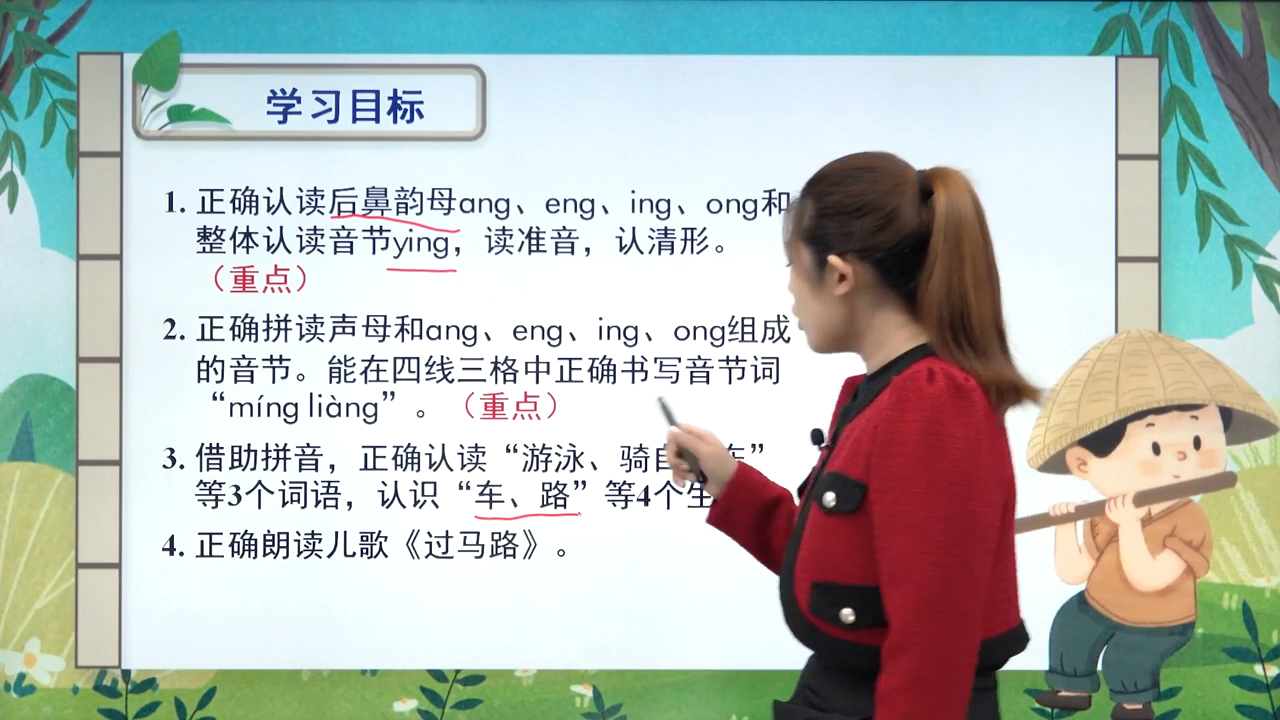 学习目标
1. 正确认读后鼻韵母ang、eng、ing、ong和
整体认读音节ying，读准音，认清形。
（重点）
2. 正确拼读声母和ang、eng、ing、ong组成
的音节。能在四线三格中正确书写音节词
“míng liàng”。（重点）
3. 借助拼音，正确认读“游泳、骑自车”
等3个词语，认识“车、路”等4个生
4. 正确朗读儿歌《过马路》。